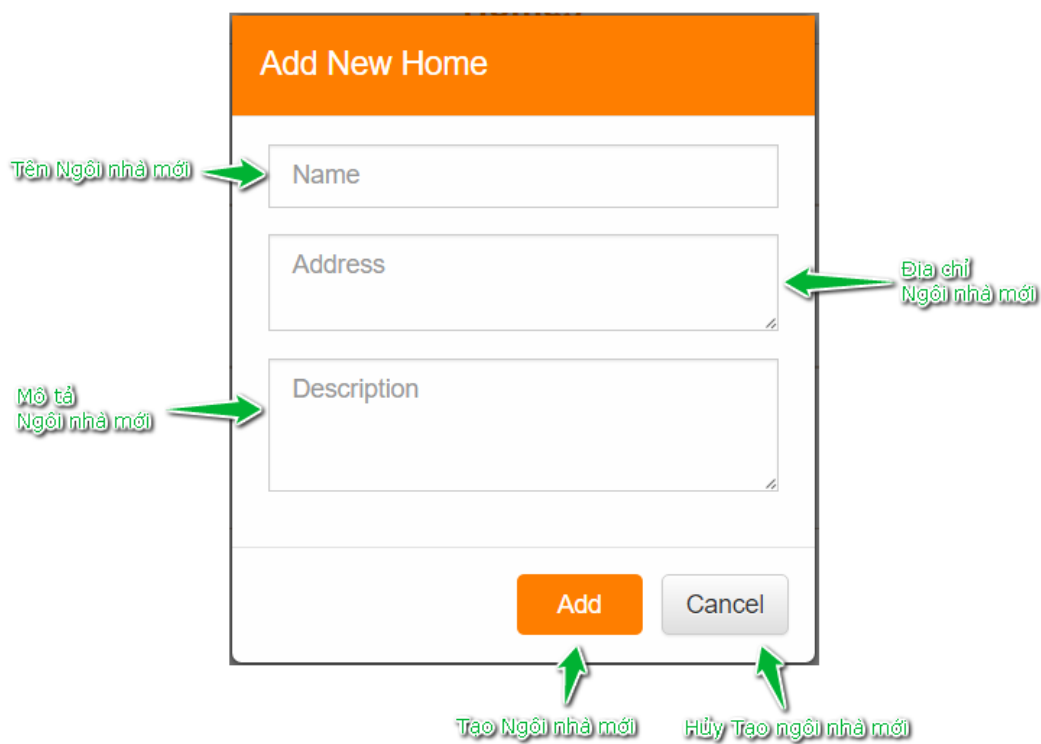 Add New Home
Tên Ngôi nhà mới
Name
Address
Địa chỉ
Ngôi nhà mới
Mô tả
Ngôi nhà mới
Description
Add
Cancel
Tạo Ngôi nhà mới
Hủy Tạo ngôi nhà mới